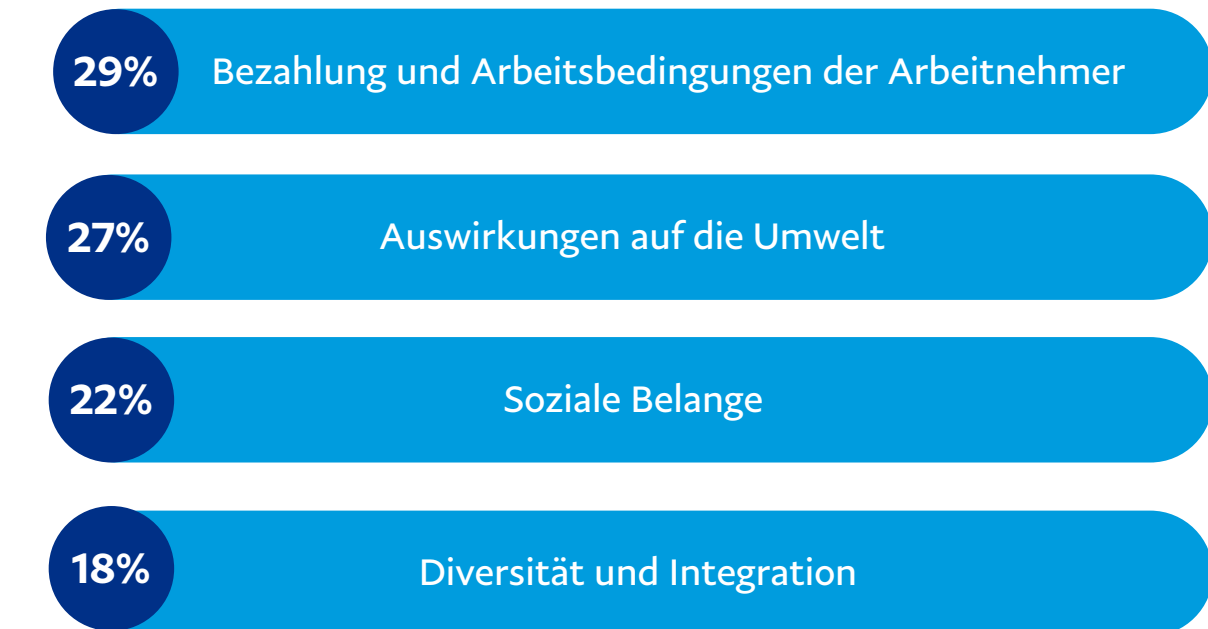 29% Bezahlung und Arbeitsbedingungen der Arbeitnehmer
27% Auswirkungen auf die Umwelt
22% Soziale Belange
18% Diversität und Integration